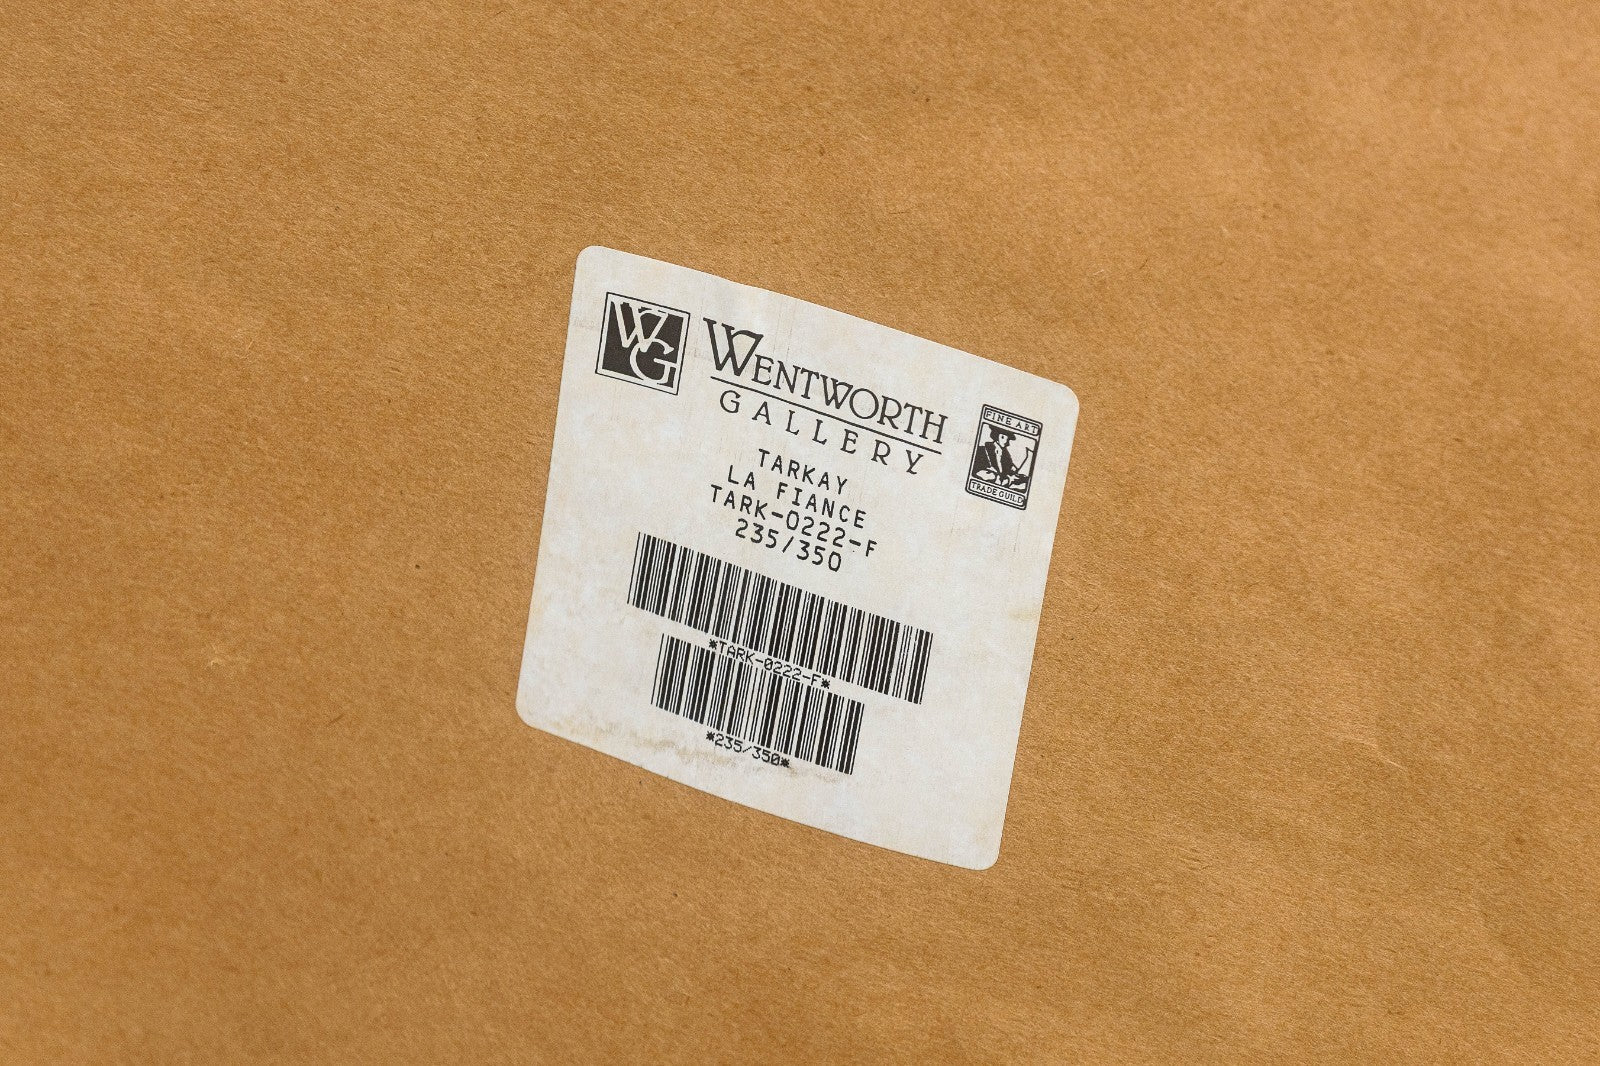 WG
WENTWORTH
GALLERY
FINE ART
TRADE GUILD
TARKAY
LA FIANCE
TARK-0222-F
235/350
*TARK-0222-F*
*235/350*